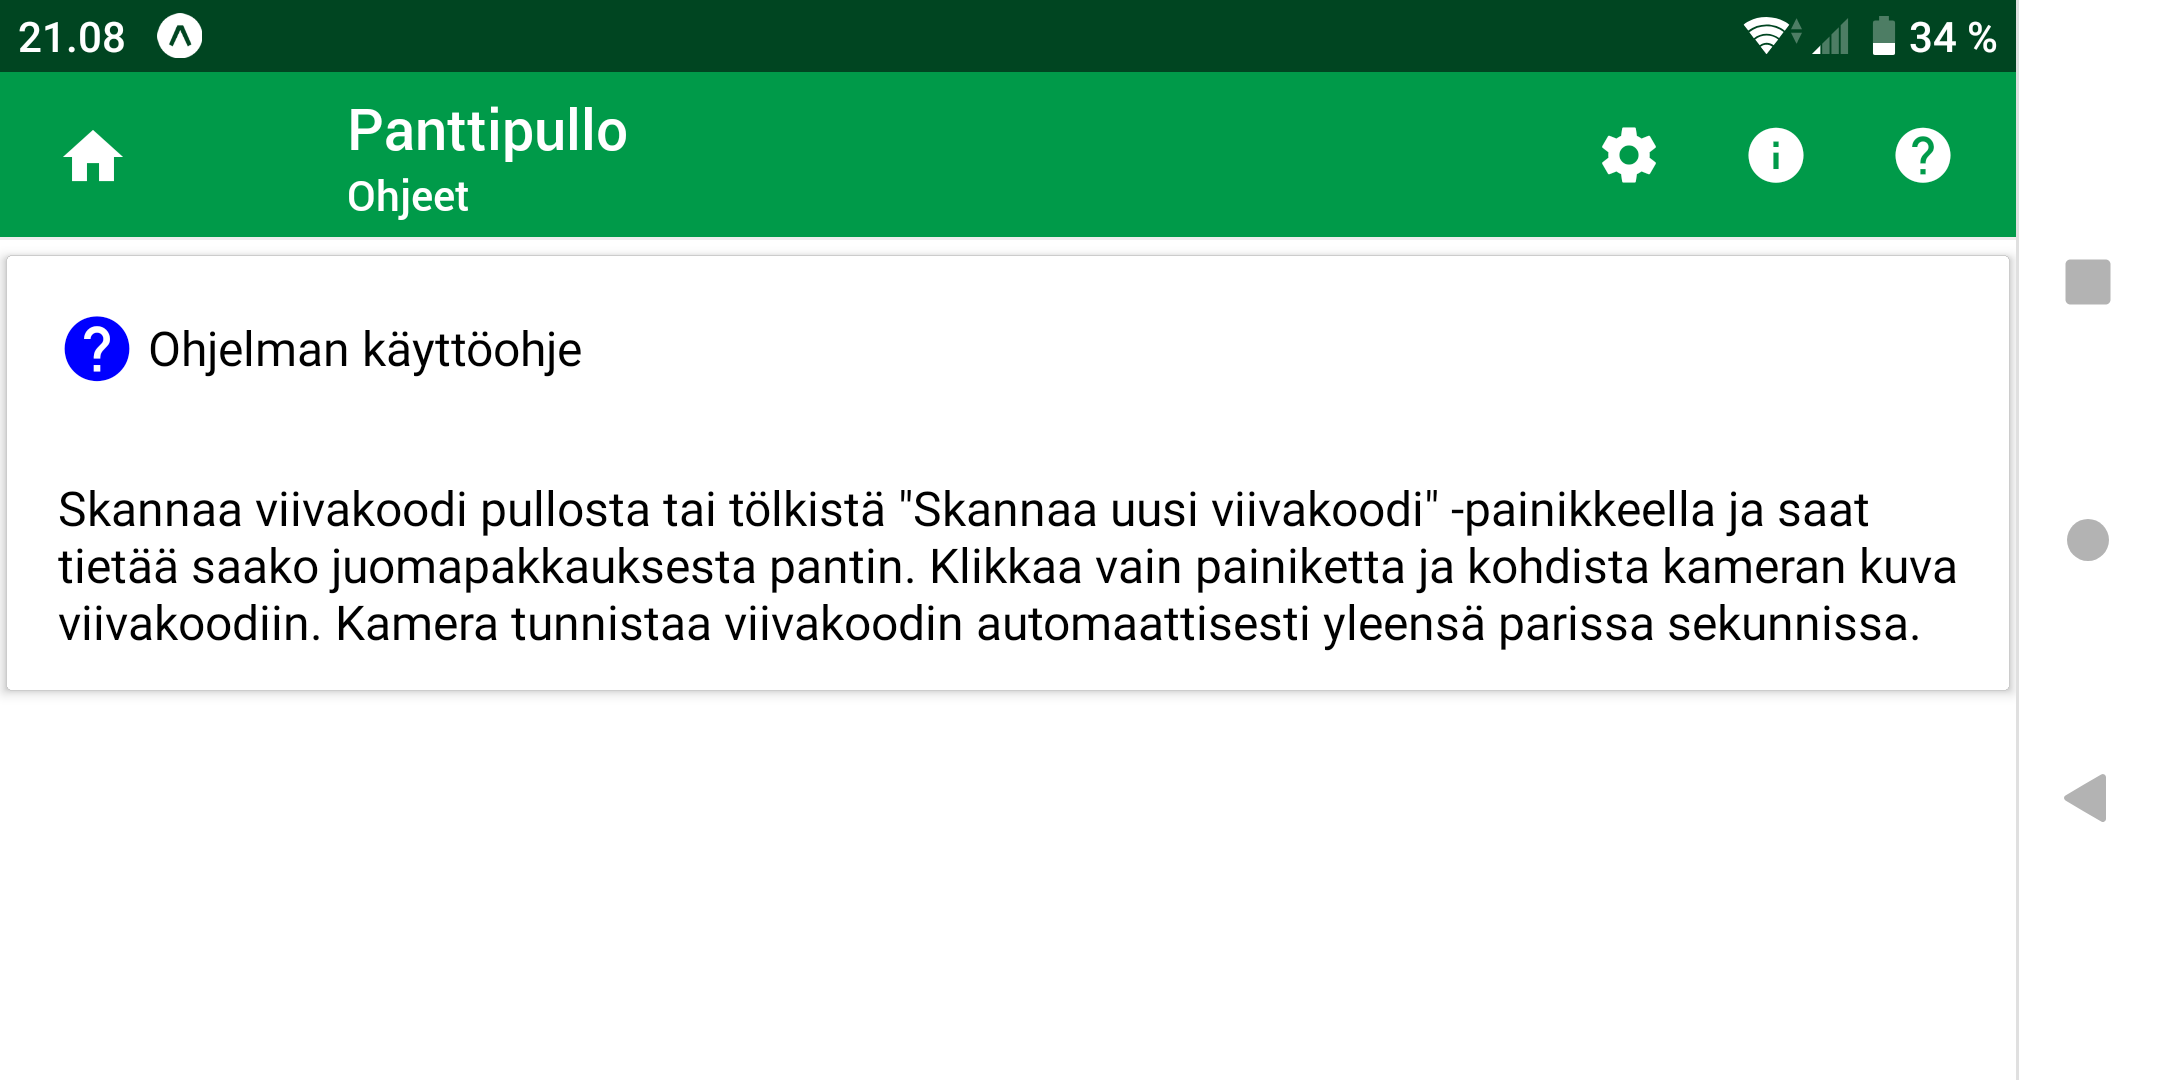 21.08
34 %
Panttipullo
Ohjeet
Ohjelman käyttöohje
Skannaa viivakoodi pullosta tai tölkistä "Skannaa uusi viivakoodi" -painikkeella ja saat
tietää saako juomapakkauksesta pantin. Klikkaa vain painiketta ja kohdista kameran kuva
viivakoodiin. Kamera tunnistaa viivakoodin automaattisesti yleensä parissa sekunnissa.